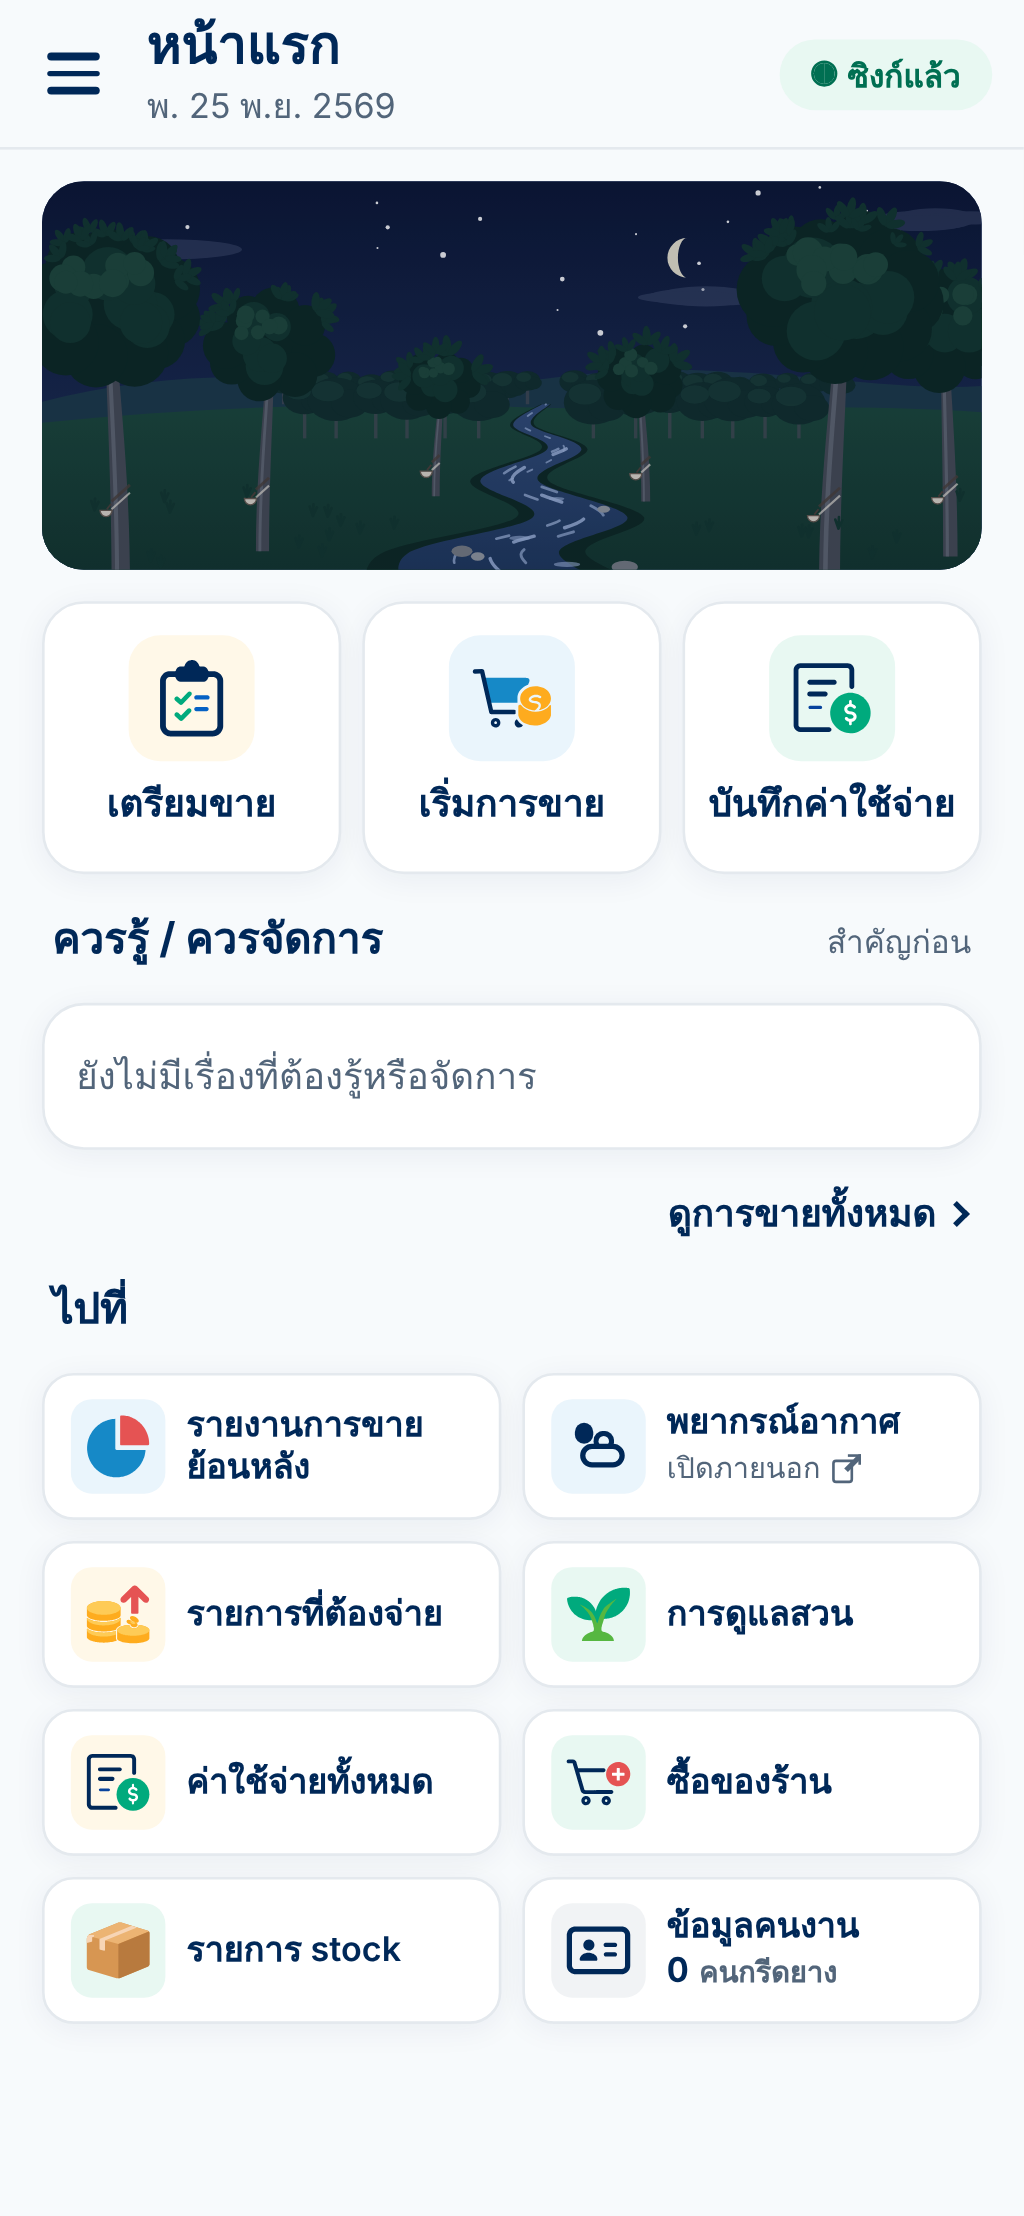 หน้าแรก
พ. 25 พ.ย. 2569
ซิงก์แล้ว
เตรียมขาย
เริ่มการขาย
บันทึกค่าใช้จ่าย
ควรรู้ / ควรจัดการ
สำคัญก่อน
ยังไม่มีเรื่องที่ต้องรู้หรือจัดการ
ดูการขายทั้งหมด
ไปที่
รายงานการขาย
ย้อนหลัง
พยากรณ์อากาศ
เปิดภายนอก
รายการที่ต้องจ่าย
การดูแลสวน
ค่าใช้จ่ายทั้งหมด
ซื้อของร้าน
รายการ stock
ข้อมูลคนงาน
0 คนกรีดยาง